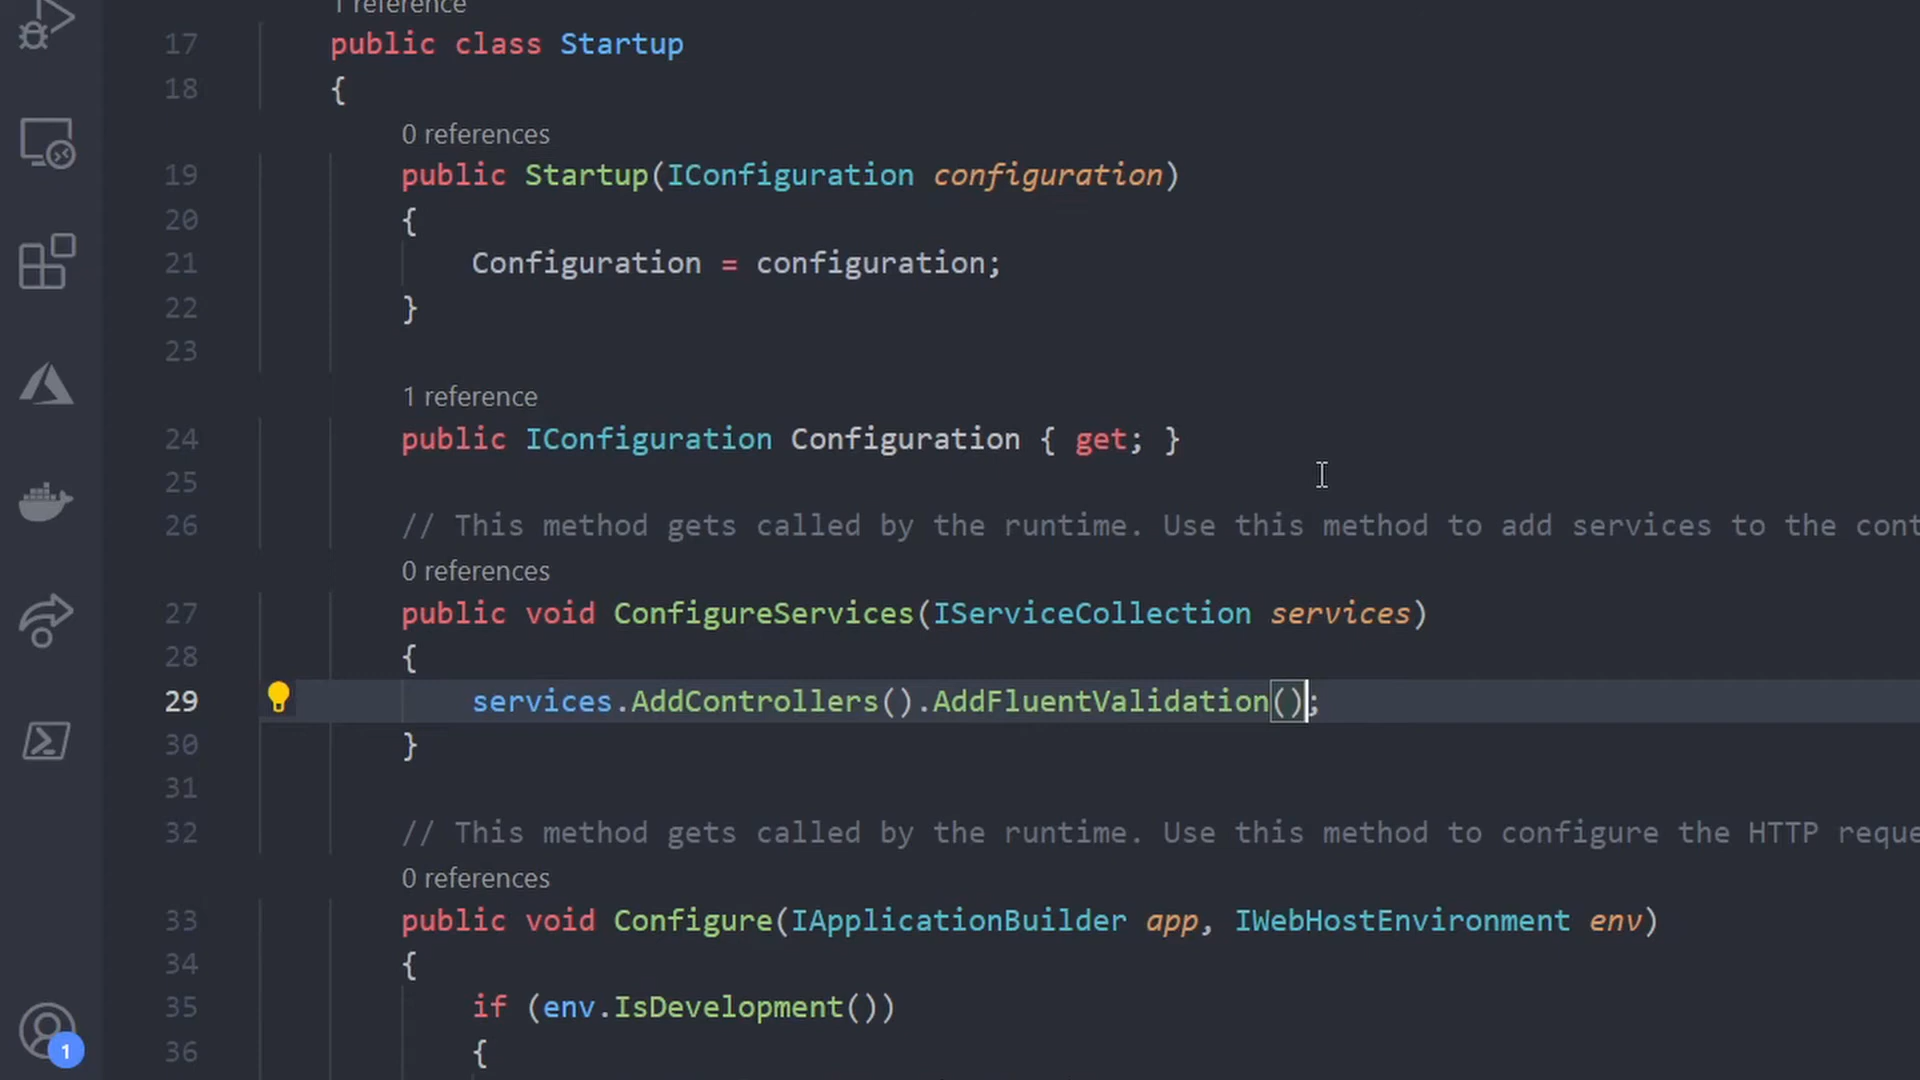 1 reference
17 public class Startup
18 {
0 references
19 public Startup(IConfiguration configuration)
20 {
21 Configuration = configuration;
22 }
23
1 reference
24 public IConfiguration Configuration { get; }
25
26 // This method gets called by the runtime. Use this method to add services to the cont
0 references
27 public void ConfigureServices(IServiceCollection services)
28 {
29 services.AddControllers().AddFluentValidation();
30 }
31
32 // This method gets called by the runtime. Use this method to configure the HTTP reque
0 references
33 public void Configure(IApplicationBuilder app, IWebHostEnvironment env)
34 {
35 if (env.IsDevelopment())
36 {
1